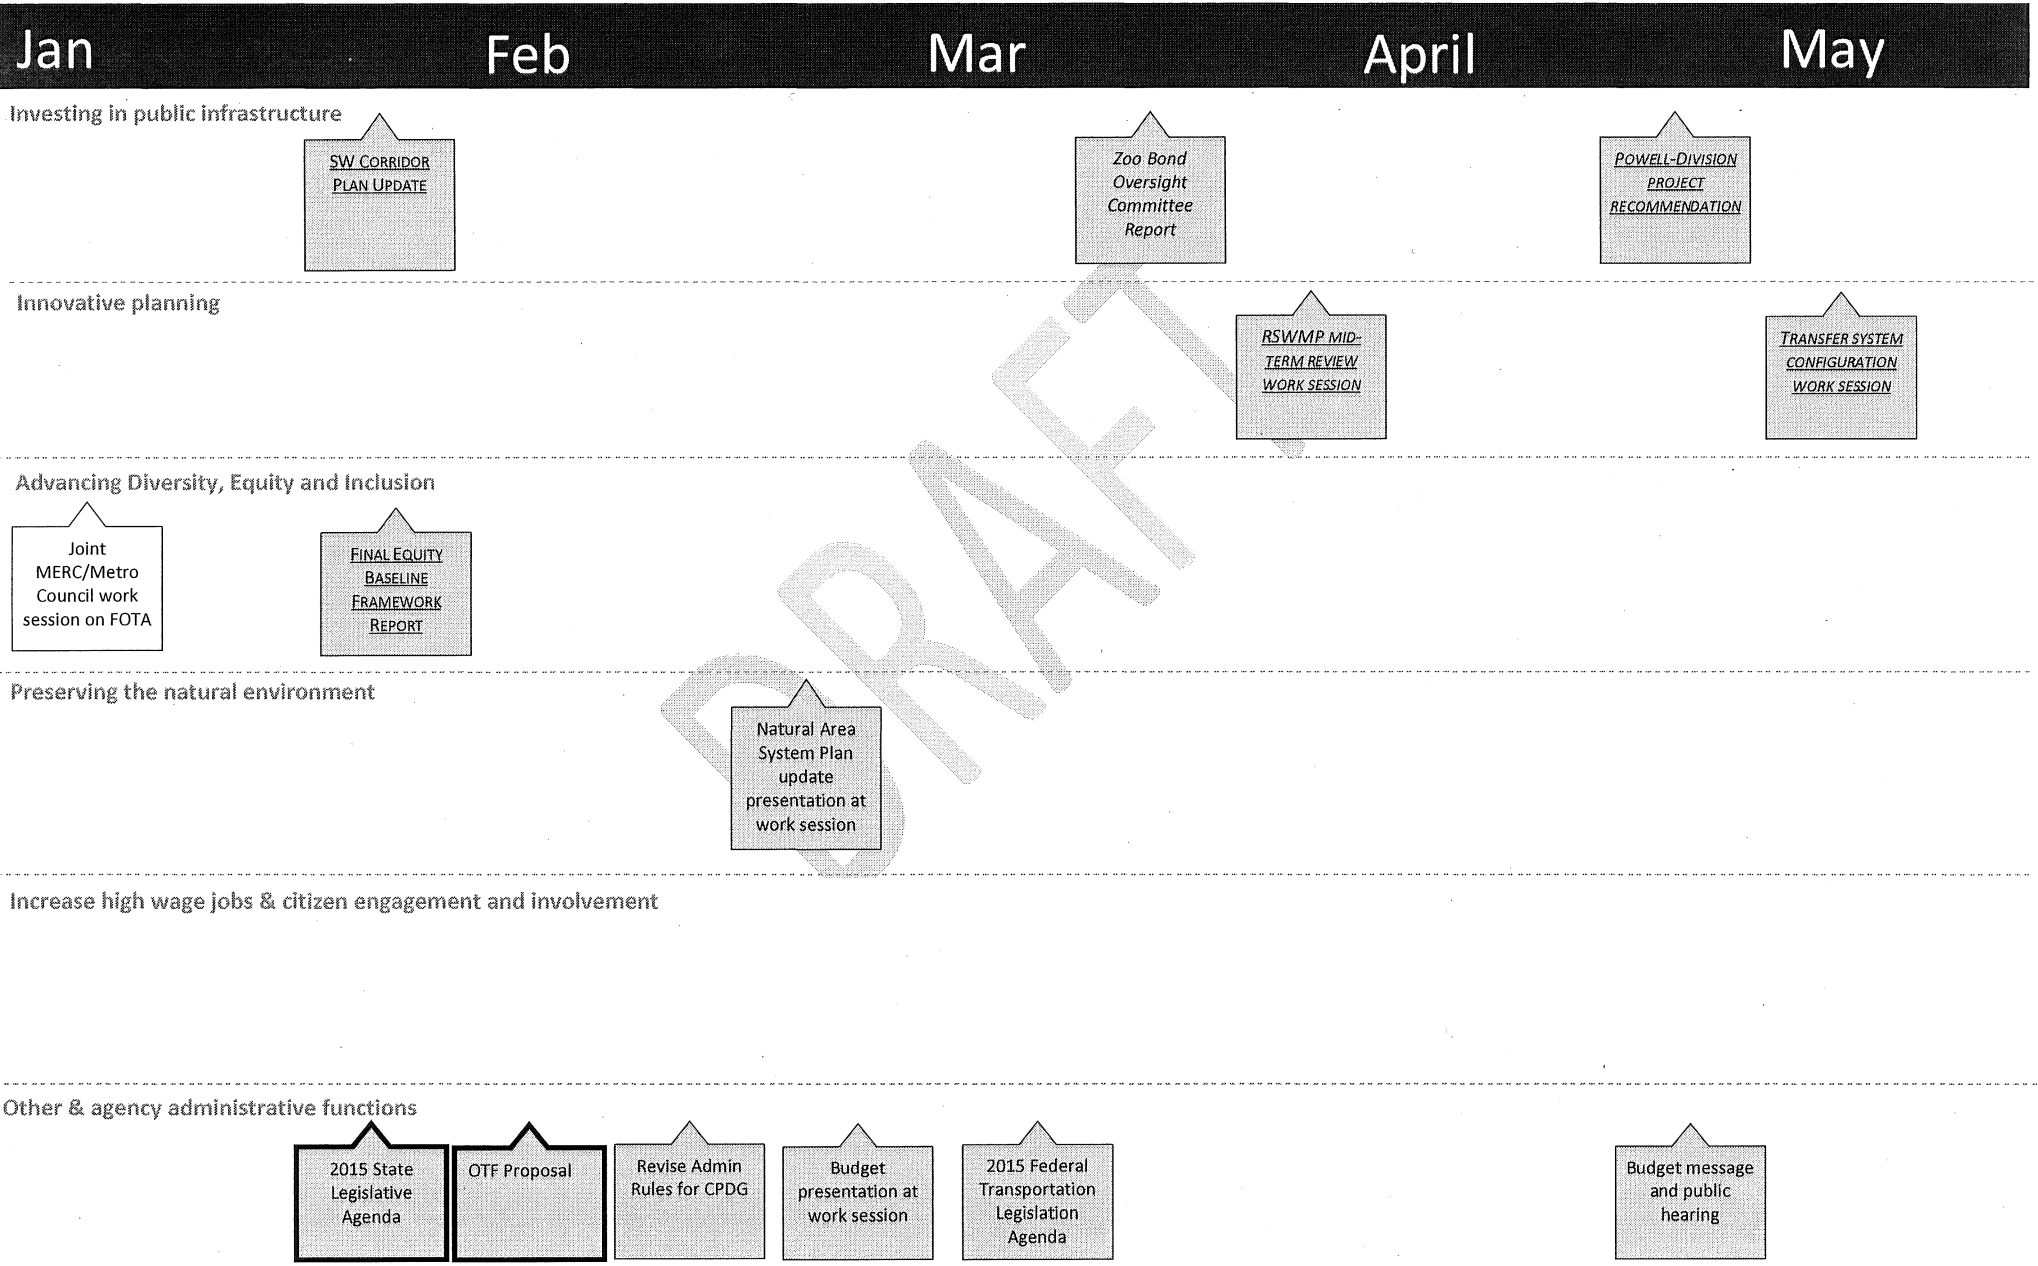 Jan Feb Mar April May
Investing in public infrastructure
SW CORRIDOR
PLAN UPDATE
Zoo Bond
Oversight
Committee
Report
POWELL-DIVISION
PROJECT
RECOMMENDATION
Innovative planning
RSWMP MID-
TERM REVIEW
WORK SESSION
TRANSFER SYSTEM
CONFIGURATION
WORK SESSION
DRAFT
Advancing Diversity, Equity and Inclusion
Joint
MERC/Metro
Council work
session on FOTA
FINAL EQUITY
BASELINE
FRAMEWORK
REPORT
Preserving the natural environment
Natural Area
System Plan
update
presentation at
work session
Increase high wage jobs & citizen engagement and involvement
Other & agency administrative functions
2015 State
Legislative
Agenda
OTF Proposal
Revise Admin
Rules for CPDG
Budget
presentation at
work session
2015 Federal
Transportation
Legislation
Agenda
Budget message
and public
hearing